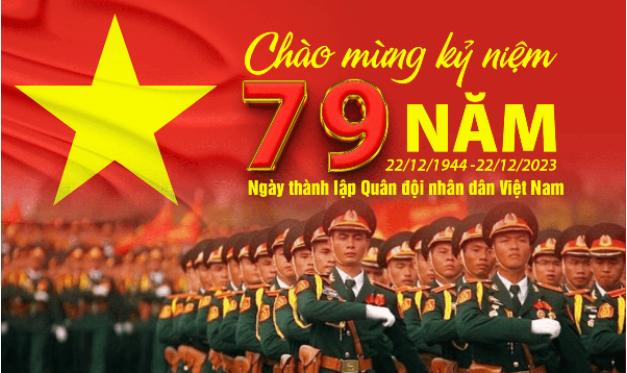 Chào mừng kỷ niệm
79 NĂM
22/12/1944 -22/12/2023
Ngày thành lập Quân đội nhân dân Việt Nam